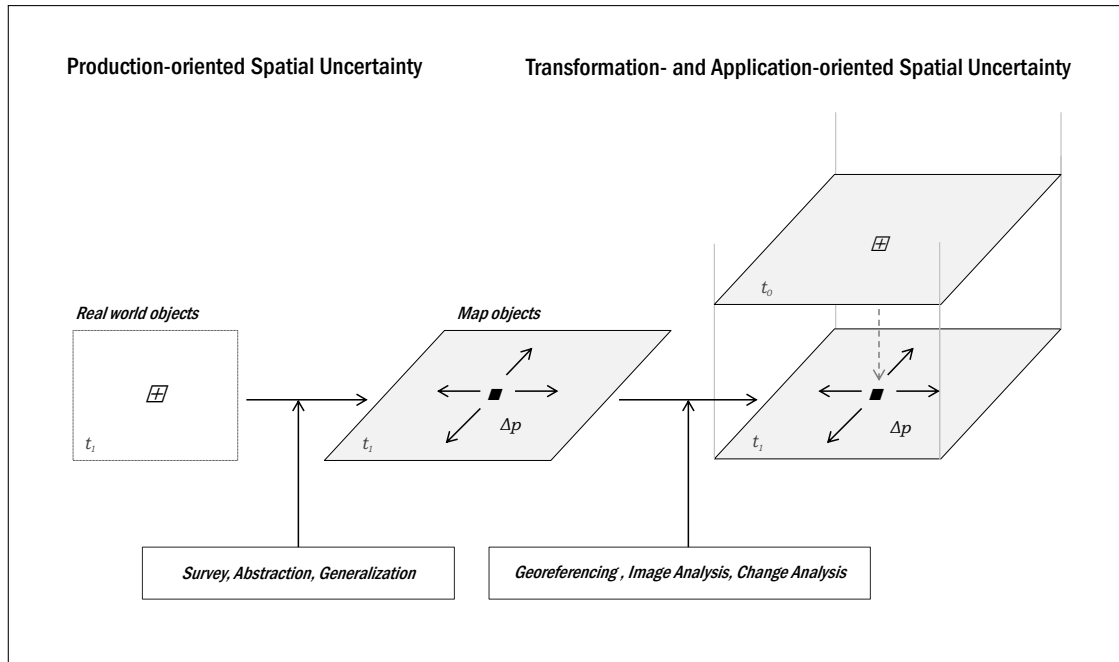 Production-oriented Spatial Uncertainty
Transformation- and Application-oriented Spatial Uncertainty
t₀
Real world objects
Map objects
t₁
t₁
Δp
t₁
Δp
Survey, Abstraction, Generalization
Georeferencing , Image Analysis, Change Analysis